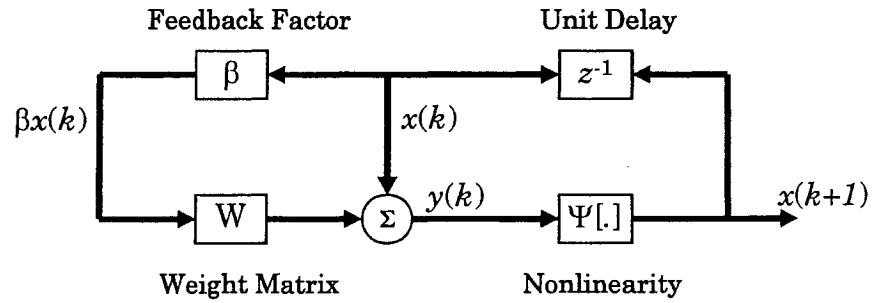 Feedback Factor
Unit Delay
β
z⁻¹
βx(k)
x(k)
y(k)
x(k+1)
W
Σ
Ψ[.]
Weight Matrix
Nonlinearity